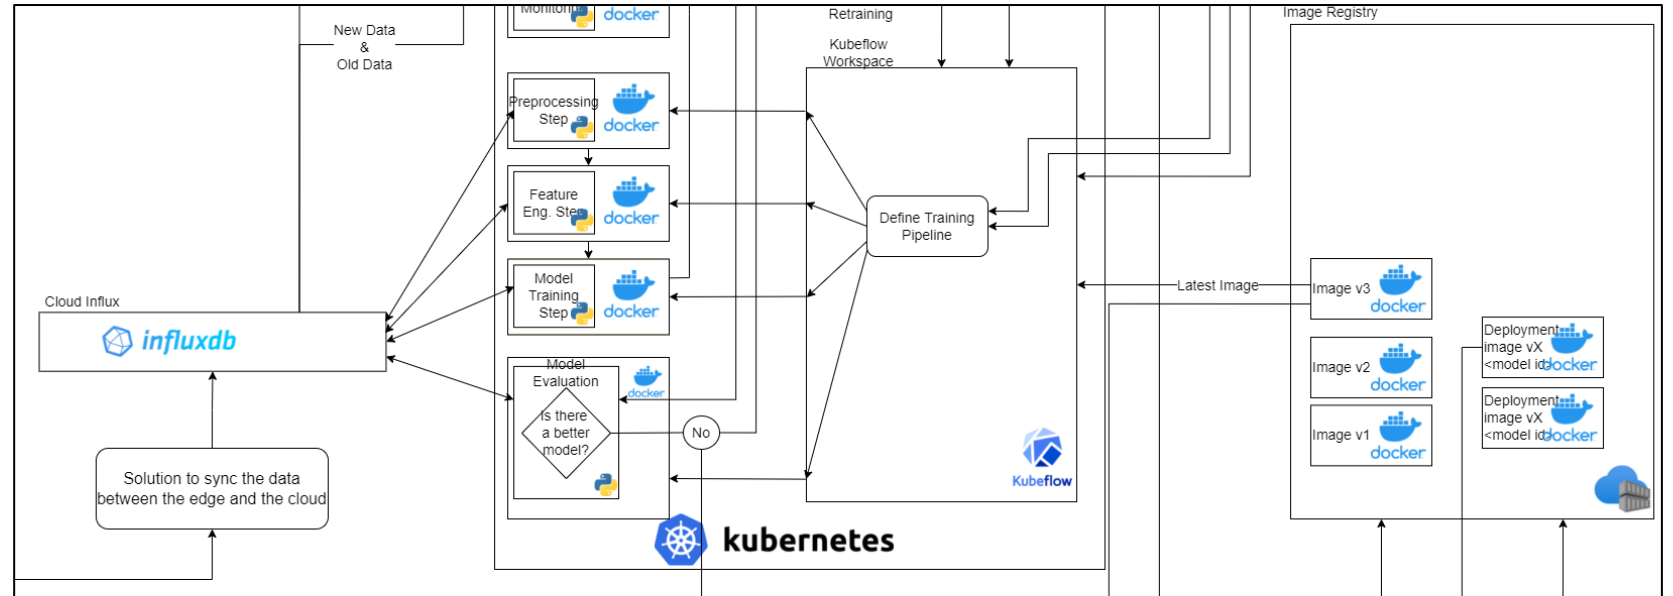 New Data
&
Old Data
Monitoring
docker
Retraining
Kubeflow
Workspace
Image Registry
Preprocessing
Step
docker
Feature
Eng. Step
docker
Define Training
Pipeline
Model
Training
Step
docker
Latest Image
Image v3
docker
Cloud Influx
influxdb
Deployment
image vX
<model id>
docker
Image v2
docker
Model
Evaluation
docker
Is there
a better
model?
No
Deployment
image vX
<model id>
docker
Image v1
docker
Kubeflow
Solution to sync the data
between the edge and the cloud
kubernetes